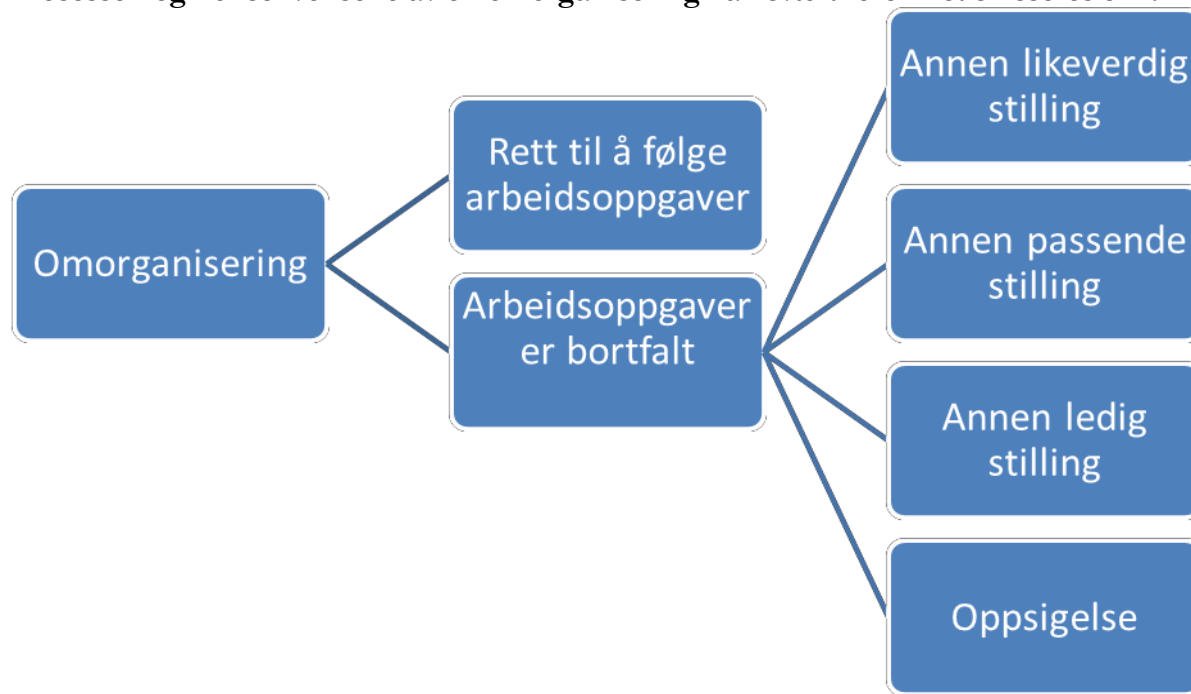 Omorganisering
Rett til å følge
arbeidsoppgaver
Arbeidsoppgaver
er bortfalt
Annen likeverdig
stilling
Annen passende
stilling
Annen ledig
stilling
Oppsigelse